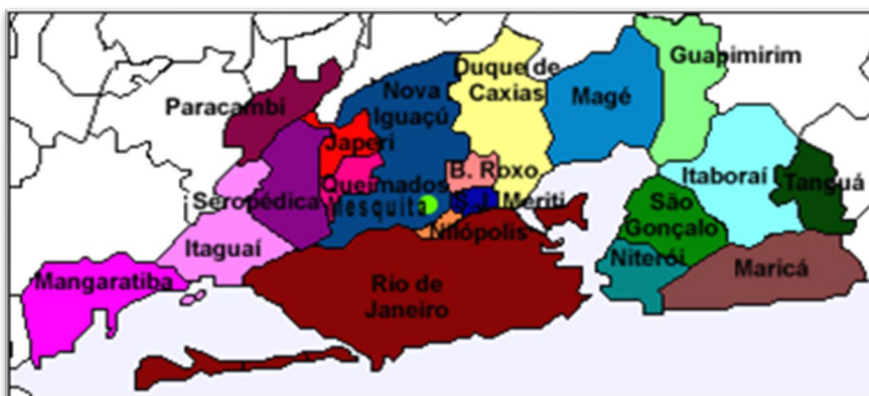 Guapimirim
Duque de
Caxias
Magé
Nova
Iguaçú
Paracambi
Japeri
B. Roxo
Itaboraí
Tanguá
Queimados
Seropédica
Mesquita
S. J. Meriti
São
Gonçalo
Nilópolis
Itaguaí
Niterói
Maricá
Mangaratiba
Rio de
Janeiro